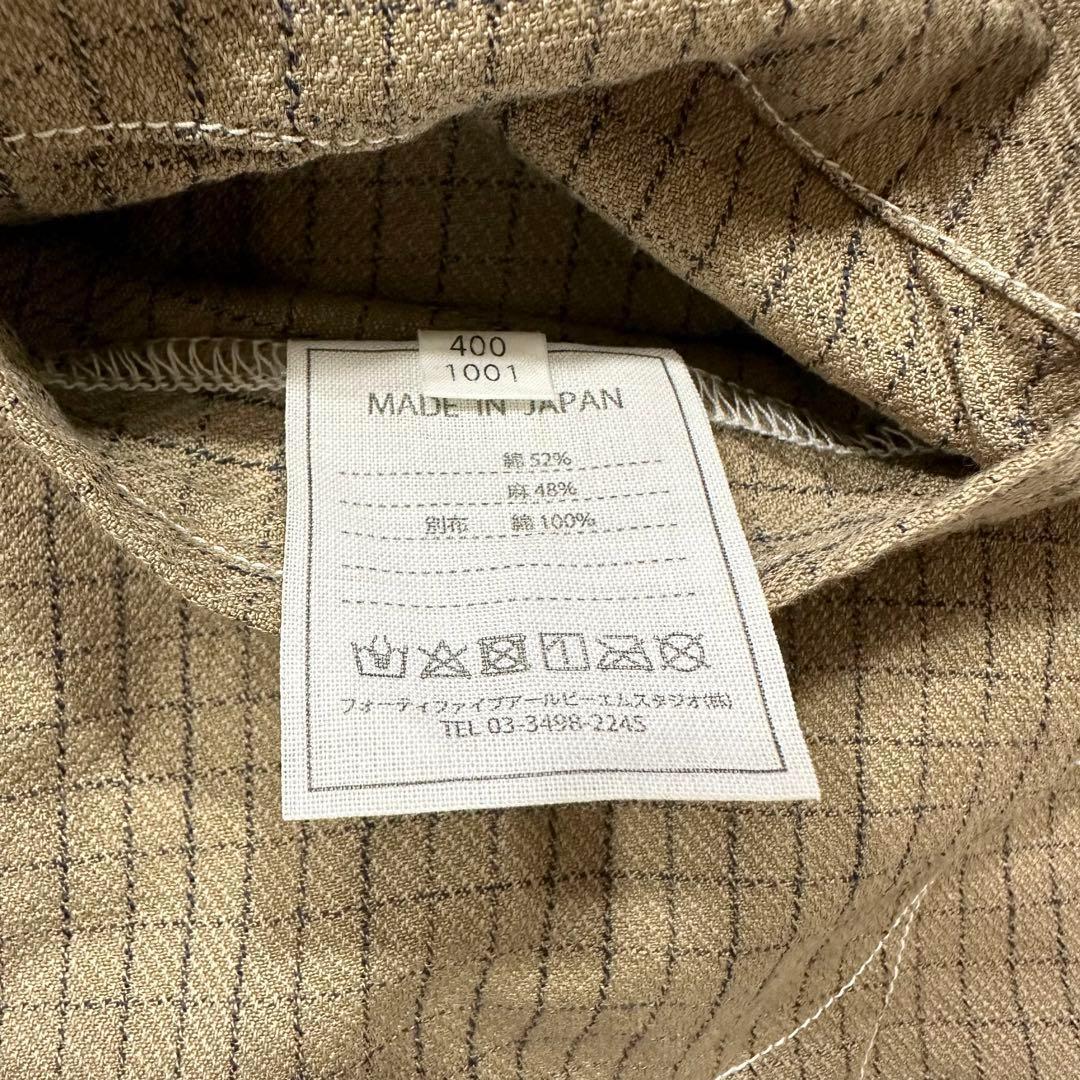 400
1001
MADE IN JAPAN
綿 52%
麻 48%
別布 綿 100%
フォーティファイブアールピーエムスタジオ(株)
TEL 03-3498-2245